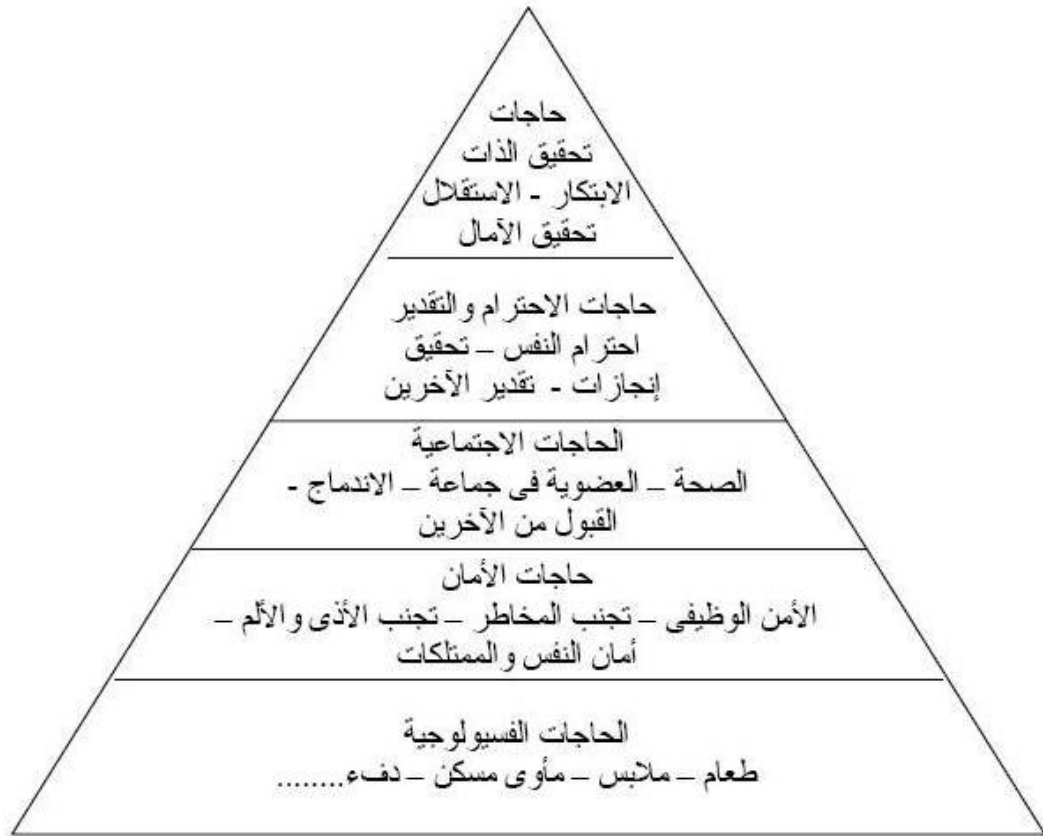 حاجات
تحقيق الذات
الابتكار - الاستقلال
تحقيق الآمال
حاجات الاحترام والتقدير
احترام النفس – تحقيق
إنجازات - تقدير الآخرين
الحاجات الاجتماعية
الصحة – العضوية فى جماعة – الاندماج -
القبول من الآخرين
حاجات الأمان
الأمن الوظيفى – تجنب المخاطر – تجنب الأذى والألم –
أمان النفس والممتلكات
الحاجات الفسيولوجية
طعام – ملابس – مأوى مسكن – دفء........